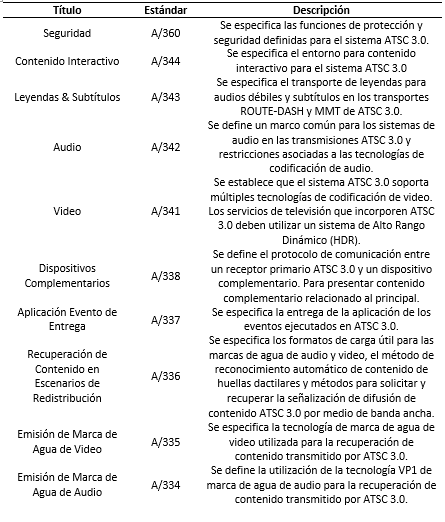 Título Estándar Descripción
Seguridad A/360 Se especifica las funciones de protección y
seguridad definidas para el sistema ATSC 3.0.
Contenido Interactivo A/344 Se especifica el entorno para contenido
interactivo para el sistema ATSC 3.0
Leyendas & Subtítulos A/343 Se especifica el transporte de leyendas para
audios débiles y subtítulos en los transportes
ROUTE-DASH y MMT de ATSC 3.0.
Audio A/342 Se define un marco común para los sistemas de
audio en las transmisiones ATSC 3.0 y
restricciones asociadas a las tecnologías de
codificación de audio.
Video A/341 Se establece que el sistema ATSC 3.0 soporta
múltiples tecnologías de codificación de video.
Los servicios de televisión que incorporen ATSC
3.0 deben utilizar un sistema de Alto Rango
Dinámico (HDR).
Dispositivos
Complementarios A/338 Se define el protocolo de comunicación entre
un receptor primario ATSC 3.0 y un dispositivo
complementario. Para presentar contenido
complementario relacionado al principal.
Aplicación Evento de
Entrega A/337 Se especifica la entrega de la aplicación de los
eventos ejecutados en ATSC 3.0.
Recuperación de
Contenido en
Escenarios de
Redistribución A/336 Se especifica los formatos de carga útil para las
marcas de agua de audio y video, el método de
reconocimiento automático de contenido de
huellas dactilares y métodos para solicitar y
recuperar la señalización de difusión de
contenido ATSC 3.0 por medio de banda ancha.
Emisión de Marca de
Agua de Video A/335 Se especifica la tecnología de marca de agua de
video utilizada para la recuperación de
contenido transmitido por ATSC 3.0.
Emisión de Marca de
Agua de Audio A/334 Se define la utilización de la tecnología VP1 de
marca de agua de audio para la recuperación de
contenido transmitido por ATSC 3.0.